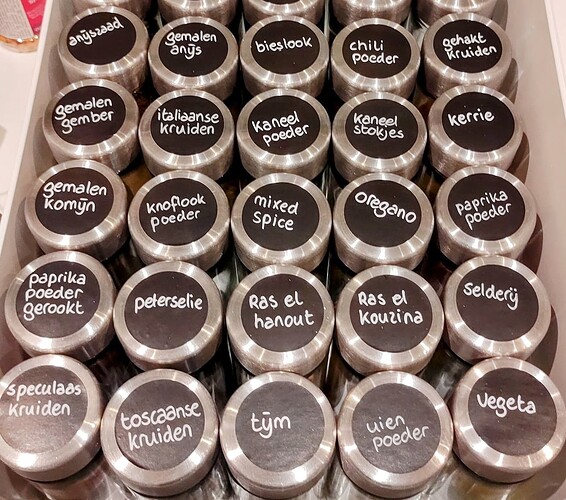 anijszaad
gemalen
anijs
bieslook
chili
poeder
gehakt
kruiden
gemalen
gember
italiaanse
kruiden
kaneel
poeder
kaneel
stokjes
kerrie
gemalen
komijn
knoflook
poeder
mixed
spice
oregano
paprika
poeder
paprika
poeder
gerookt
peterselie
Ras el
hanout
Ras el
kouzina
selderij
speculaas
kruiden
toscaanse
kruiden
tijm
uien
poeder
vegeta